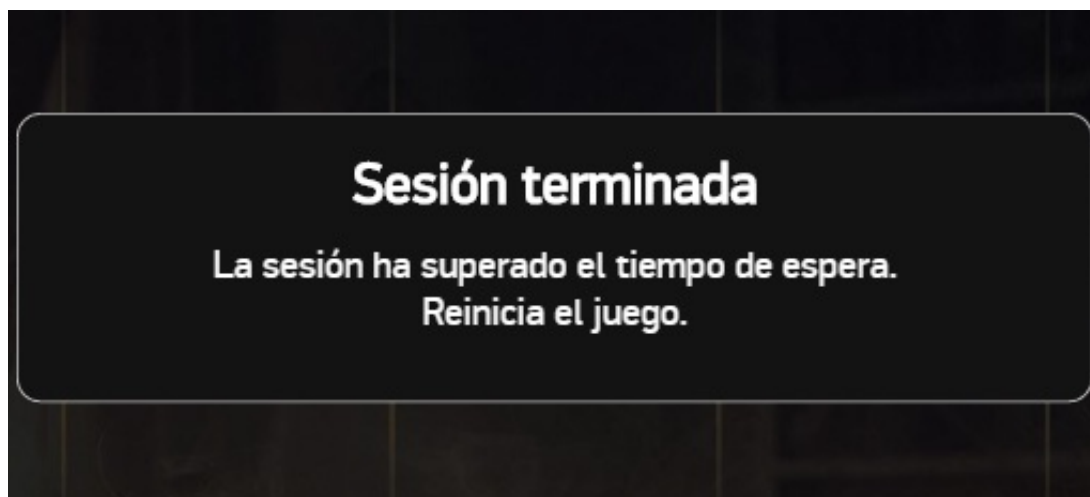 Sesión terminada
La sesión ha superado el tiempo de espera.
Reinicia el juego.